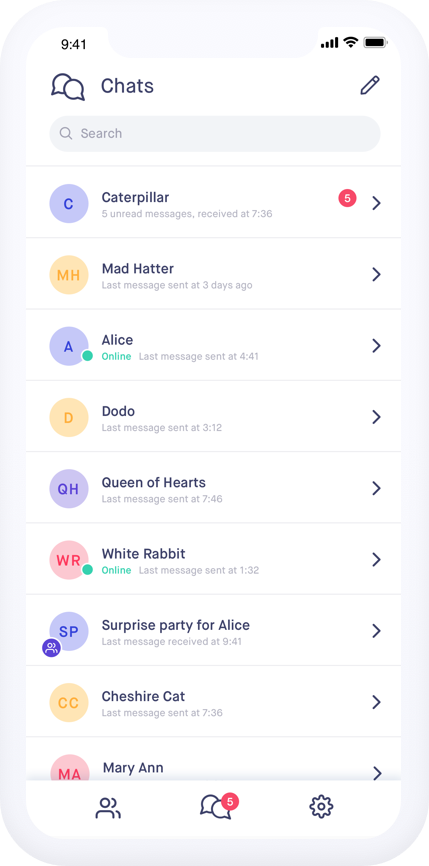 9:41
Chats
Search
C
Caterpillar
5 unread messages, received at 7:36
5
MH
Mad Hatter
Last message sent at 3 days ago
A
Alice
Online Last message sent at 4:41
D
Dodo
Last message sent at 3:12
QH
Queen of Hearts
Last message sent at 7:46
WR
White Rabbit
Online Last message sent at 1:32
SP
Surprise party for Alice
Last message received at 9:41
CC
Cheshire Cat
Last message sent at 7:36
MA
Mary Ann
5